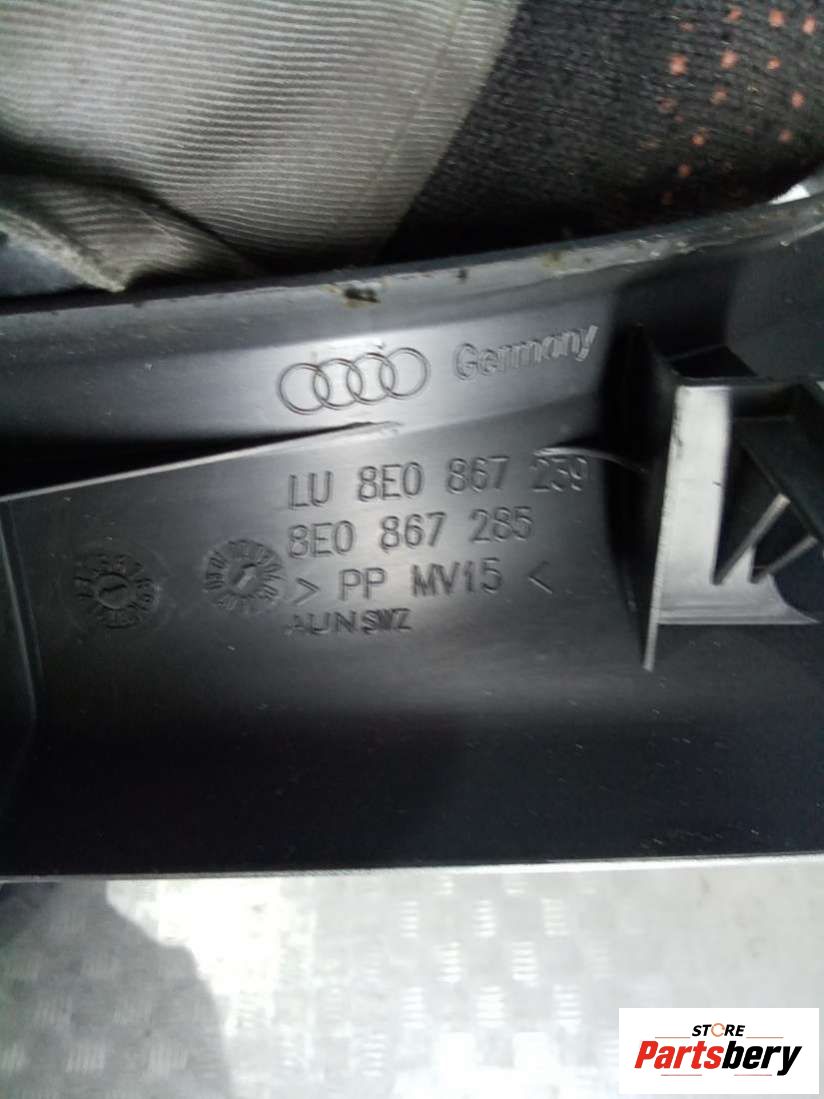 Germany
LU 8E0 867 239
8E0 867 285
> PP MV15 <
STORE
Partsbery